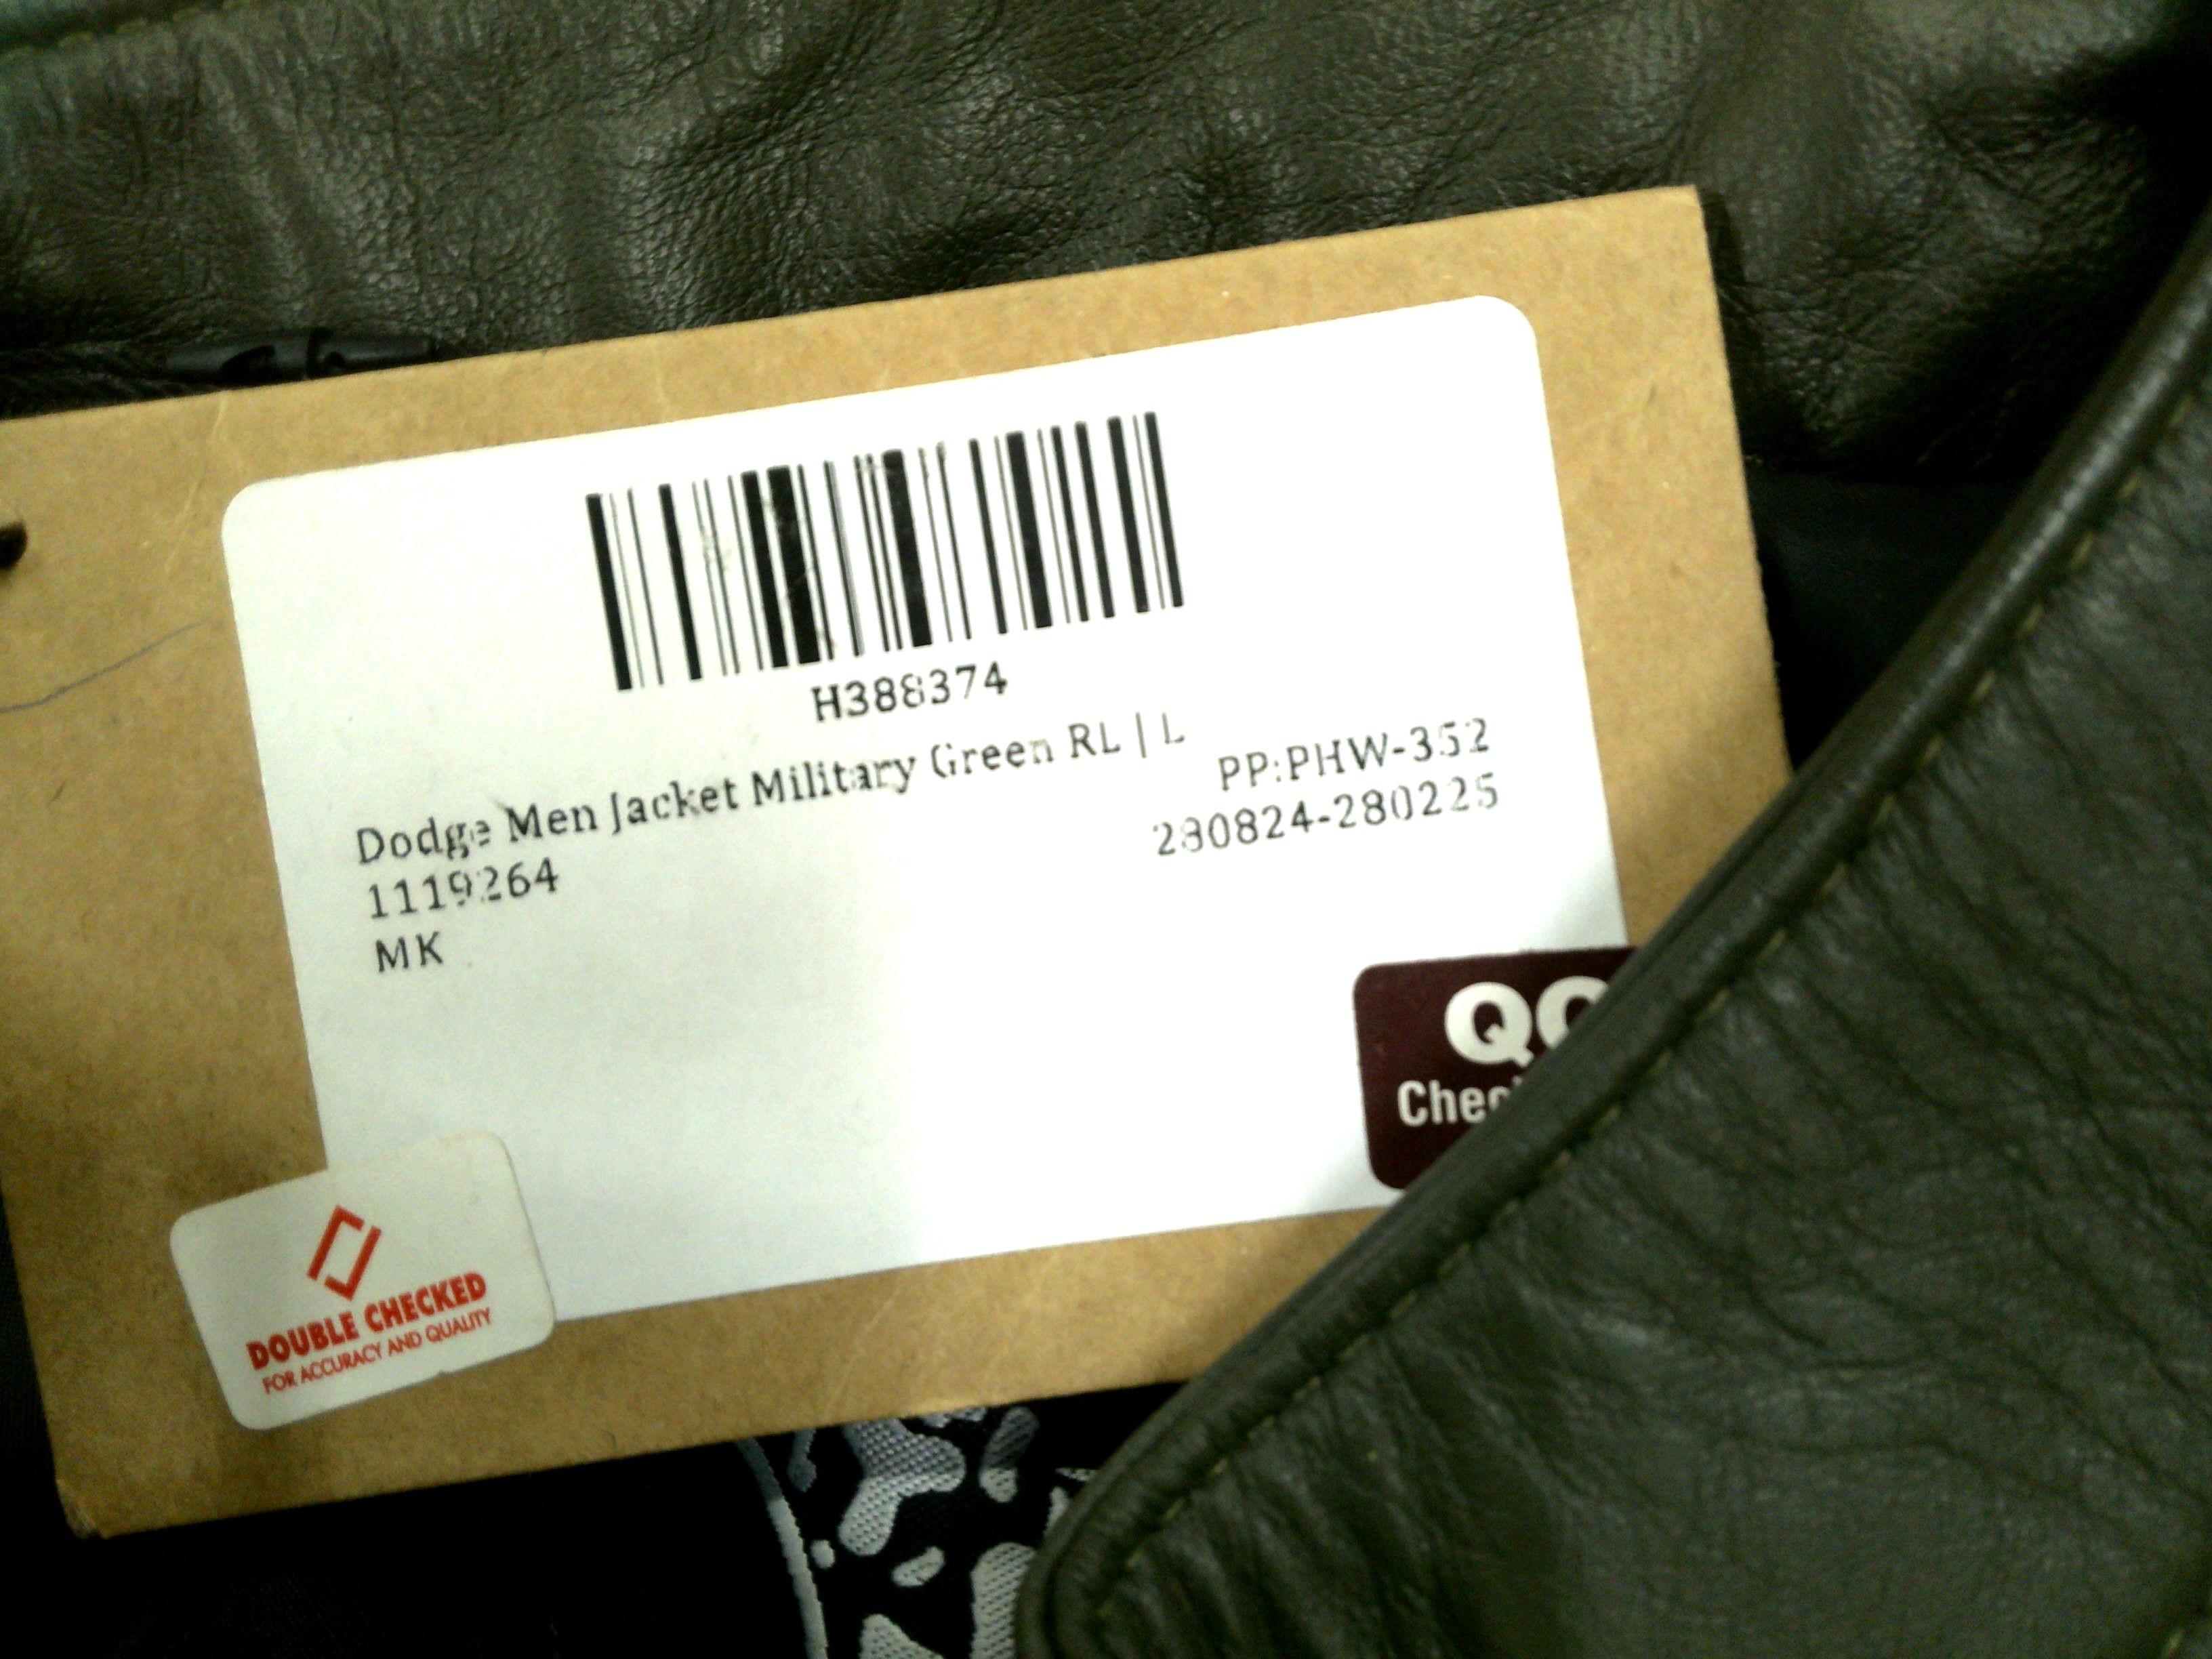 H388374
Dodge Men Jacket Military Green RL | L
PP:PHW-352
1119264
280824-280225
MK
DOUBLE CHECKED
FOR ACCURACY AND QUALITY